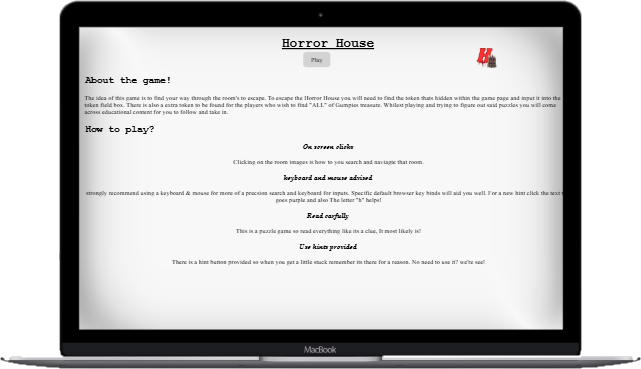 Horror House
Play
H
About the game!
The idea of this game is to find your way through the room's to escape. To escape the Horror House you will need to find the token thats hidden within the game page and input it into the
token field box. There is also a extra token to be found for the players who wish to find "ALL" of Gumpies treasure. Whilest playing and trying to figure out said puzzles you will come
across educational content for you to follow and take in.
How to play?
On screen clicks
Clicking on the room images is how to you search and naviagte that room.
keyboard and mouse advised
strongly recommend using a keyboard & mouse for more of a precsion search and keyboard for inputs. Specific default browser key binds will aid you well. For a new hint click the text
goes purple and also The letter "h" helps!
Read carfully
This is a puzzle game so read everything like its a clue, It most likely is!
Use hints provided
There is a hint button provided so when you get a little stuck remember its there for a reason. No need to use it? we're see!
MacBook